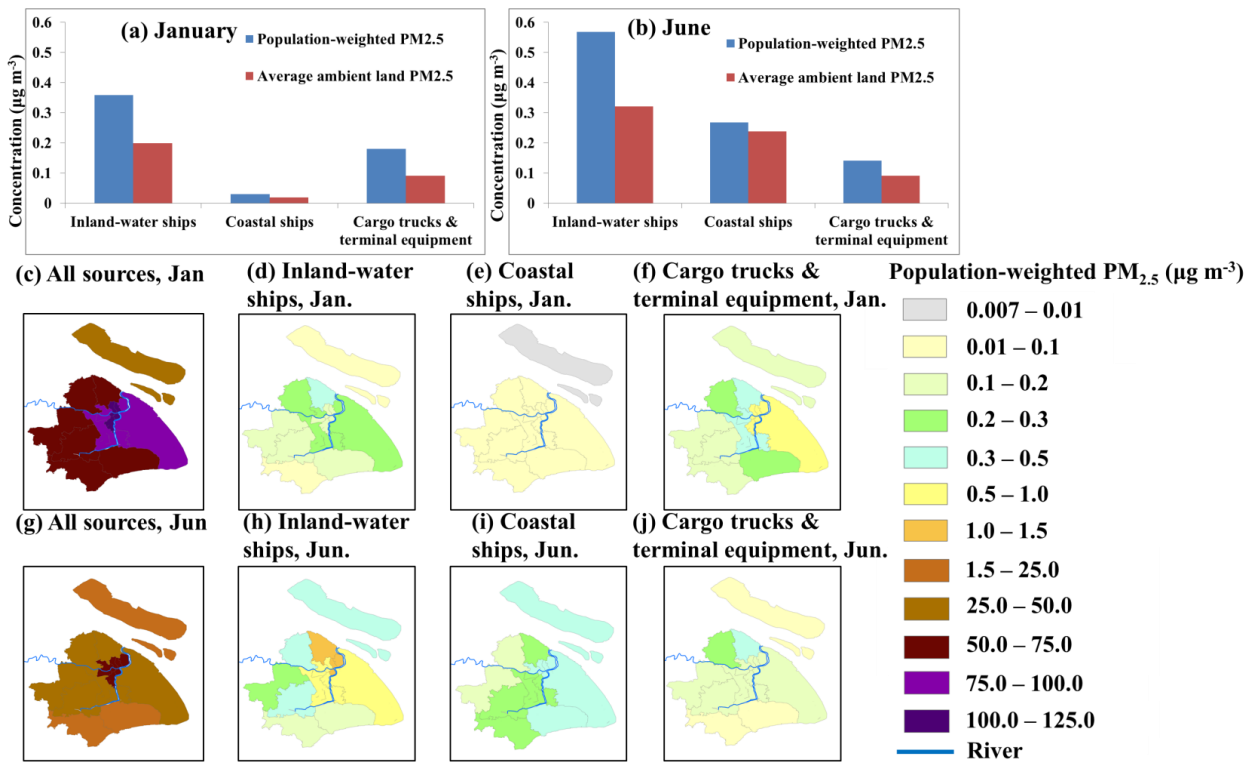 (a) January
Concentration (µg m-3)
0.6
0.5
0.4
0.3
0.2
0.1
0
Population-weighted PM2.5
Average ambient land PM2.5
Inland-water ships
Coastal ships
Cargo trucks &
terminal equipment
(b) June
Concentration (µg m-3)
0.6
0.5
0.4
0.3
0.2
0.1
0
Population-weighted PM2.5
Average ambient land PM2.5
Inland-water ships
Coastal ships
Cargo trucks &
terminal equipment
(c) All sources, Jan
(d) Inland-water
ships, Jan.
(e) Coastal
ships, Jan.
(f) Cargo trucks &
terminal equipment, Jan.
(g) All sources, Jun
(h) Inland-water
ships, Jun.
(i) Coastal
ships, Jun.
(j) Cargo trucks &
terminal equipment, Jun.
Population-weighted PM2.5 (µg m-3)
0.007 – 0.01
0.01 – 0.1
0.1 – 0.2
0.2 – 0.3
0.3 – 0.5
0.5 – 1.0
1.0 – 1.5
1.5 – 25.0
25.0 – 50.0
50.0 – 75.0
75.0 – 100.0
100.0 – 125.0
River